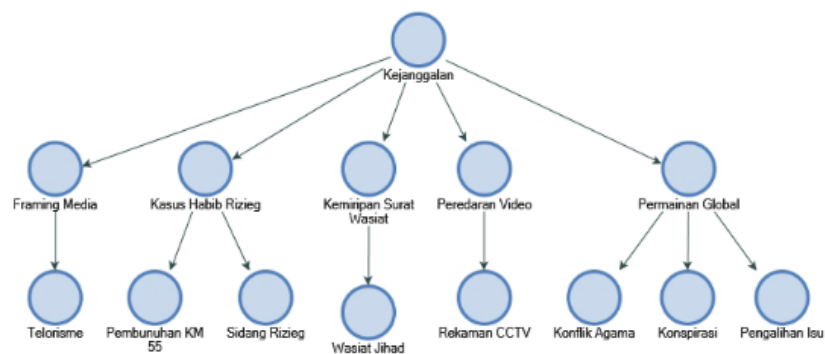 Kejanggalan
Framing Media
Kasus Habib Rizieg
Kemiripan Surat
Wasiat
Peredaran Video
Permainan Global
Telorisme
Pembunuhan KM
55
Sidang Rizieg
Wasiat Jihad
Rekaman CCTV
Konflik Agama
Konspirasi
Pengalihan Isu